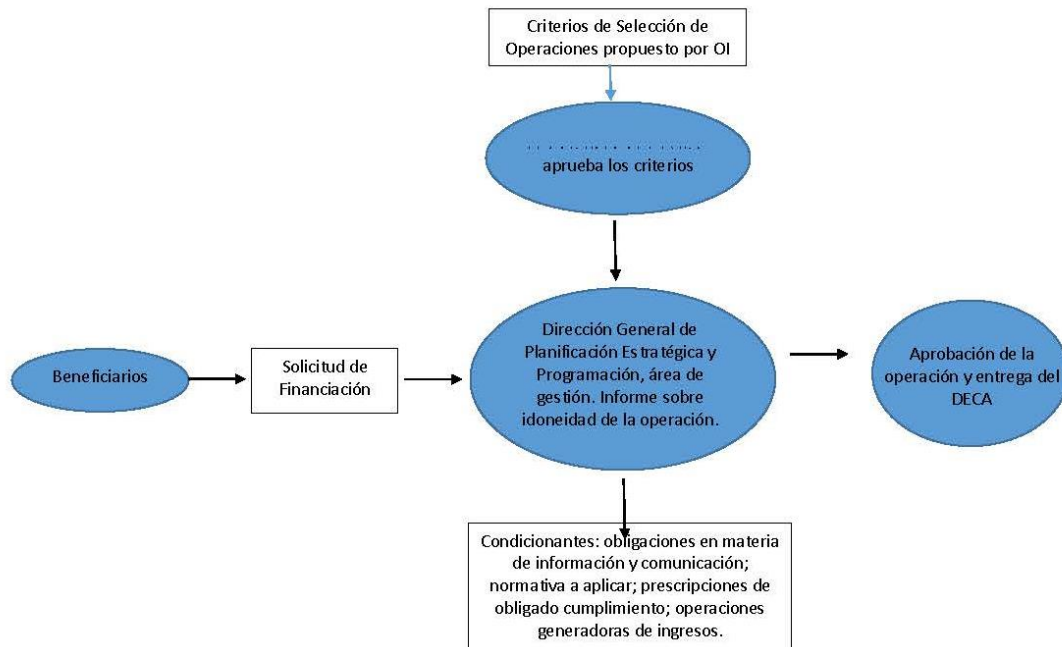 Criterios de Selección de
Operaciones propuesto por OI
aprueba los criterios
Beneficiarios
Solicitud de
Financiación
Dirección General de
Planificación Estratégica y
Programación, área de
gestión. Informe sobre
idoneidad de la operación.
Aprobación de la
operación y entrega del
DECA
Condicionantes: obligaciones en materia
de información y comunicación;
normativa a aplicar; prescripciones de
obligado cumplimiento; operaciones
generadoras de ingresos.